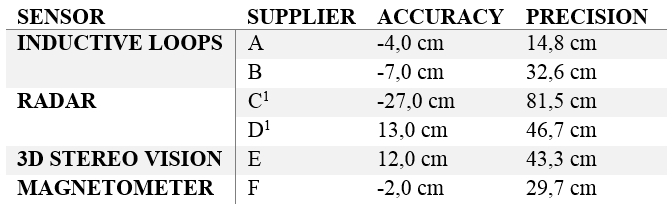 SENSOR SUPPLIER ACCURACY PRECISION
INDUCTIVE LOOPS A -4,0 cm 14,8 cm
B -7,0 cm 32,6 cm
RADAR C¹ -27,0 cm 81,5 cm
D¹ 13,0 cm 46,7 cm
3D STEREO VISION E 12,0 cm 43,3 cm
MAGNETOMETER F -2,0 cm 29,7 cm